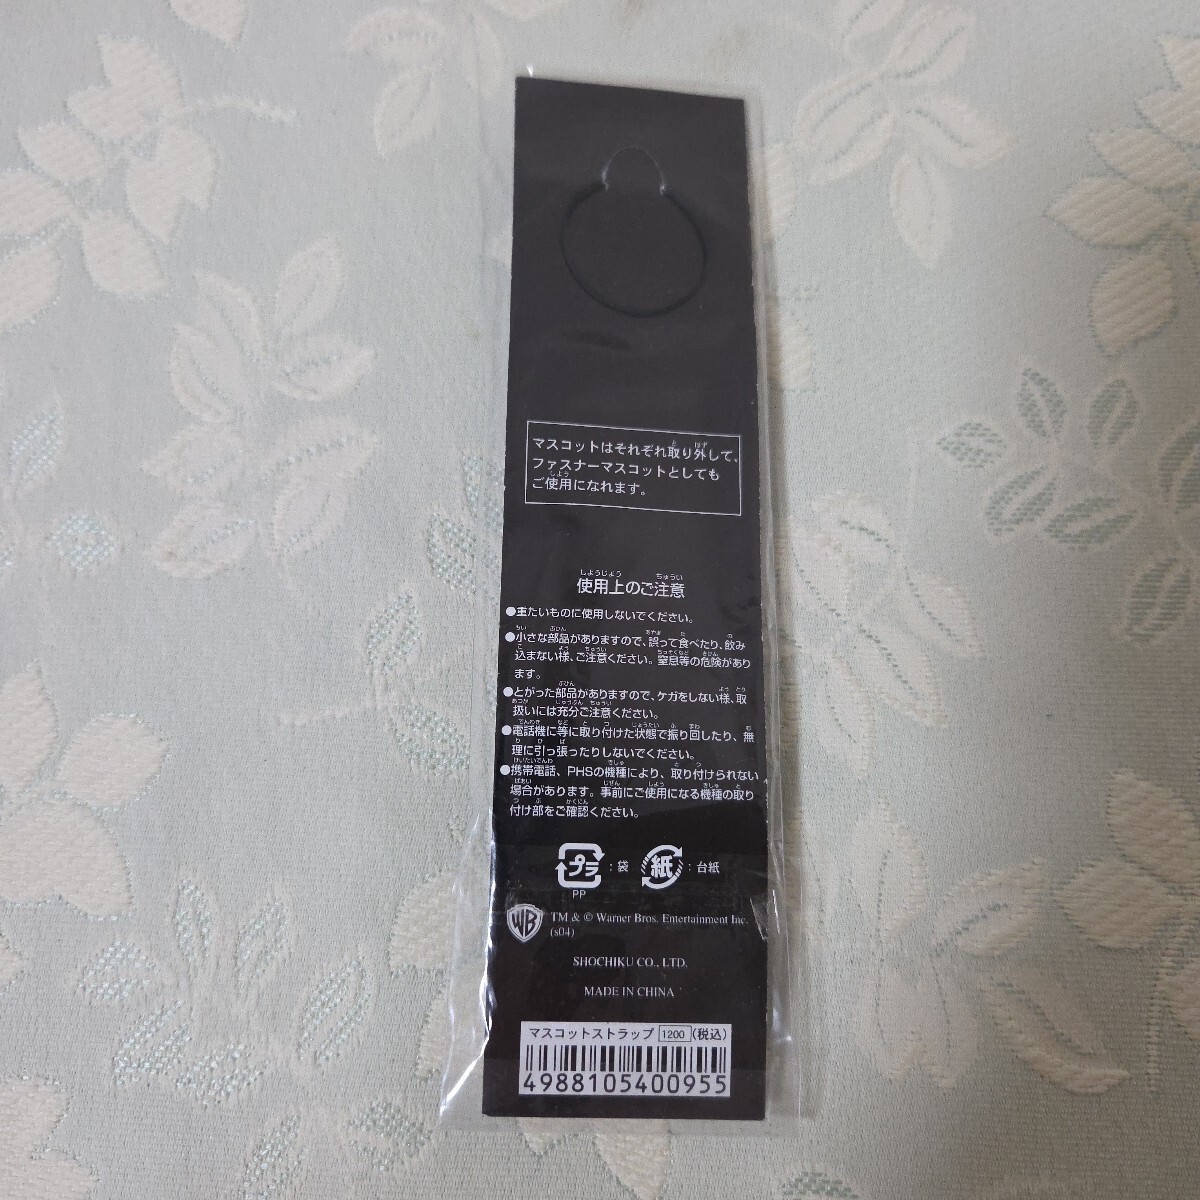 マスコットはそれぞれ取り外して、
ファスナーマスコットとしても
ご使用になれます。
使用上のご注意
●重たいものに使用しないでください。
●小さな部品がありますので、誤って食べたり、飲み
込まない様、ご注意ください。窒息等の危険があり
ます。
●とがった部品がありますので、ケガをしない様、取
扱いには充分ご注意ください。
●電話機に等に取り付けた状態で振り回したり、無
理に引っ張ったりしないでください。
●携帯電話、PHSの機種により、取り付けられない
場合があります。事前にご使用になる機種の取り
付け部をご確認ください。
プラ : 袋 紙 : 台紙
PP
WB TM & © Warner Bros. Entertainment Inc.
(s04)
SHOCHIKU CO., LTD.
MADE IN CHINA
マスコットストラップ 1200 (税込)
4988105400955